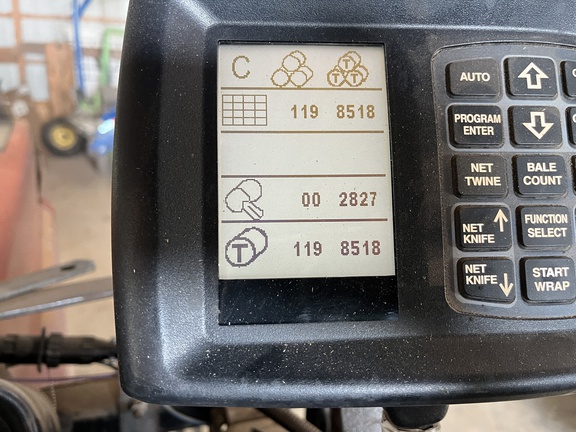 C T T T
119 8518
00 2827
T 119 8518
AUTO
PROGRAM ENTER
NET TWINE BALE COUNT
NET KNIFE FUNCTION SELECT
NET KNIFE START WRAP